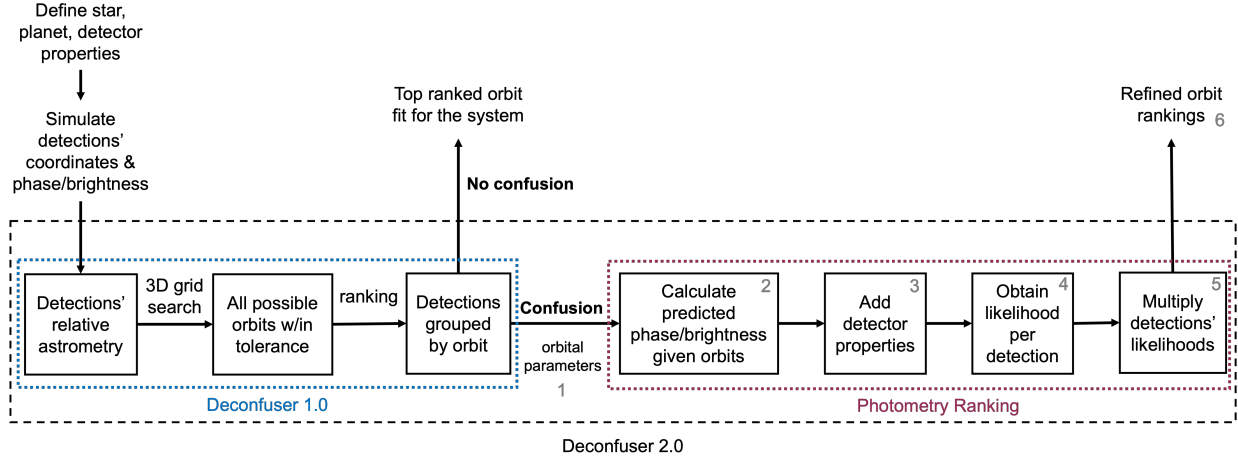 Define star,
planet, detector
properties
Simulate
detections'
coordinates &
phase/brightness
Top ranked orbit
fit for the system
No confusion
Refined orbit
rankings 6
Detections'
relative
astrometry
3D grid
search
All possible
orbits w/in
tolerance
ranking
Detections
grouped
by orbit
Confusion
orbital
parameters
1
2
Calculate
predicted
phase/brightness
given orbits
3
Add
detector
properties
4
Obtain
likelihood
per
detection
5
Multiply
detections'
likelihoods
Deconfuser 1.0
Photometry Ranking
Deconfuser 2.0